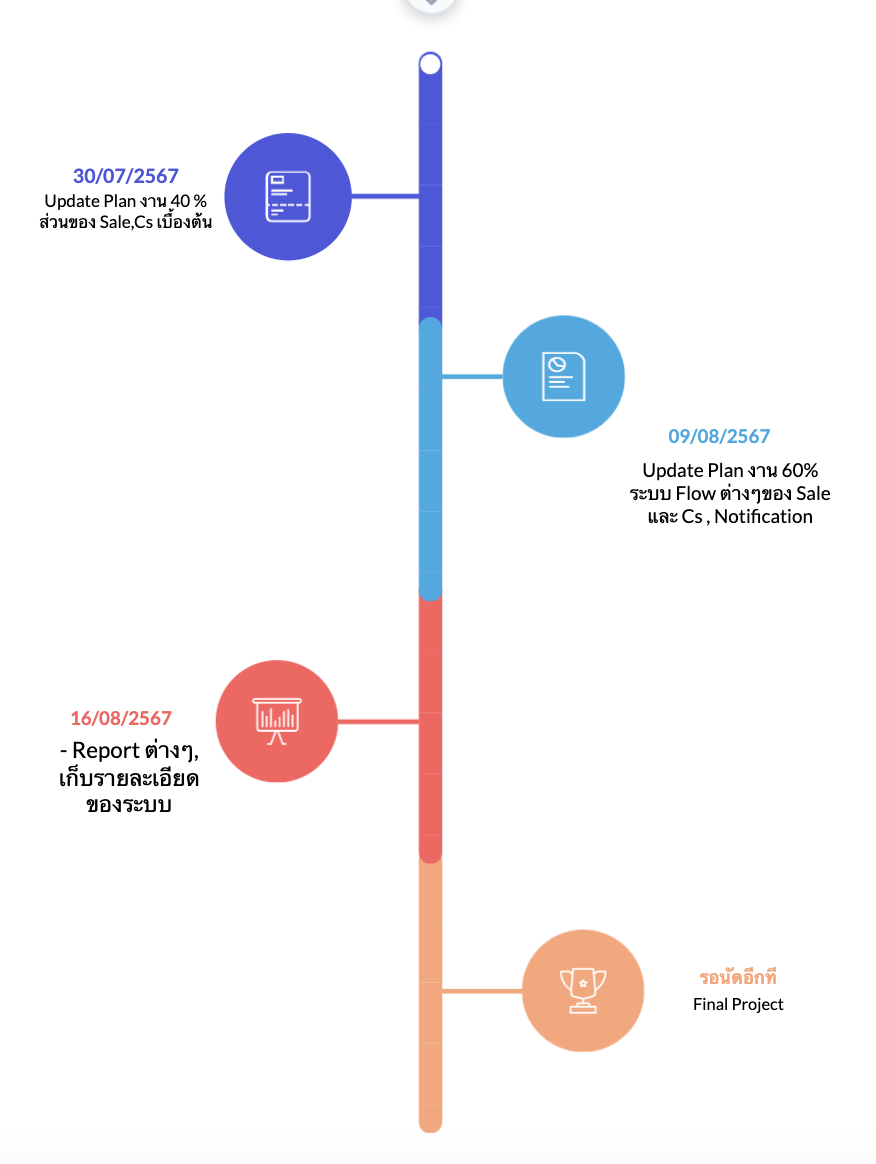 30/07/2567
Update Plan งาน 40 %
ส่วนของ Sale,Cs เบื้องต้น
09/08/2567
Update Plan งาน 60%
ระบบ Flow ต่างๆของ Sale
และ Cs , Notification
16/08/2567
- Report ต่างๆ,
เก็บรายละเอียด
ของระบบ
รอนัดอีกที
Final Project